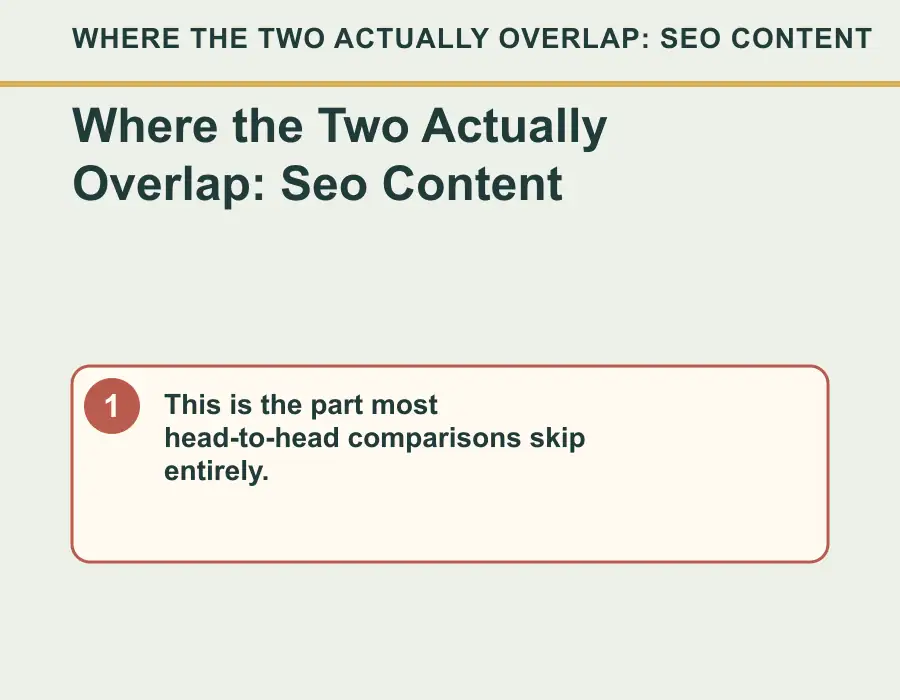 WHERE THE TWO ACTUALLY OVERLAP: SEO CONTENT
Where the Two Actually
Overlap: Seo Content
1
This is the part most
head-to-head comparisons skip
entirely.